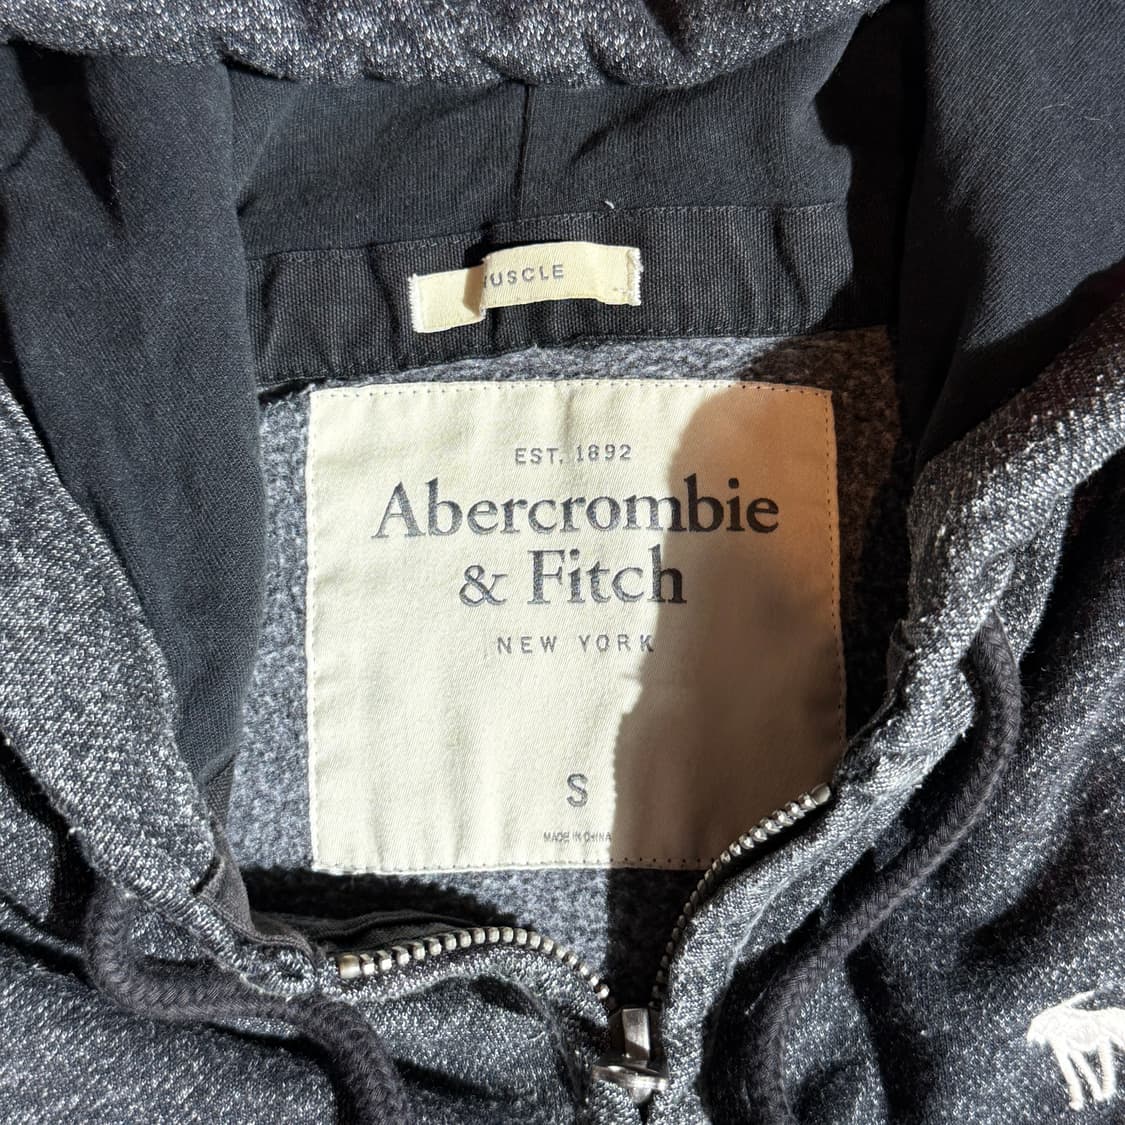 USCLE
EST. 1892
Abercrombie
& Fitch
NEW YORK
S
MADE IN CHINA